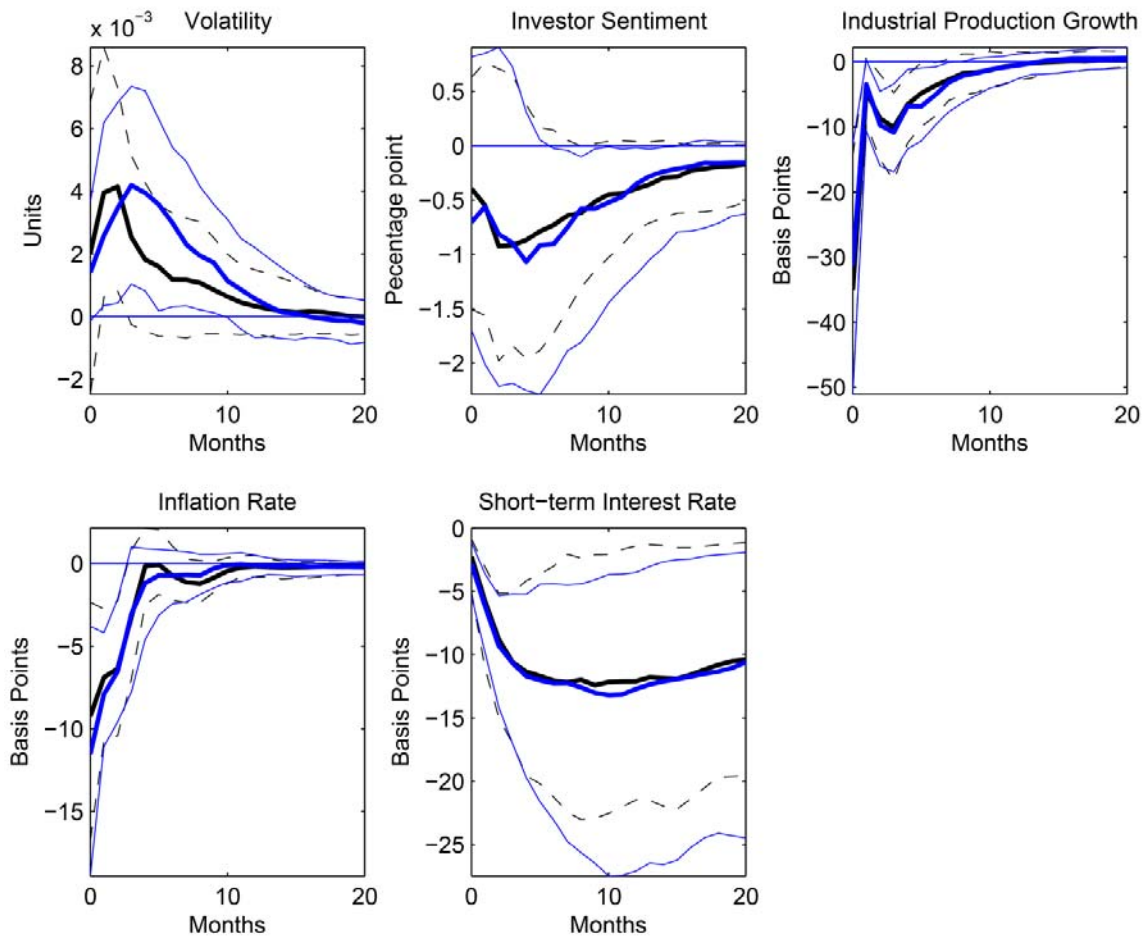 Volatility
x 10⁻³
8
6
4
2
0
−2
Units
0 10 20
Months
Investor Sentiment
0.5
0
−0.5
−1
−1.5
−2
Pecentage point
0 10 20
Months
Industrial Production Growth
0
−10
−20
−30
−40
−50
Basis Points
0 10 20
Months
Inflation Rate
0
−5
−10
−15
Basis Points
0 10 20
Months
Short−term Interest Rate
0
−5
−10
−15
−20
−25
Basis Points
0 10 20
Months